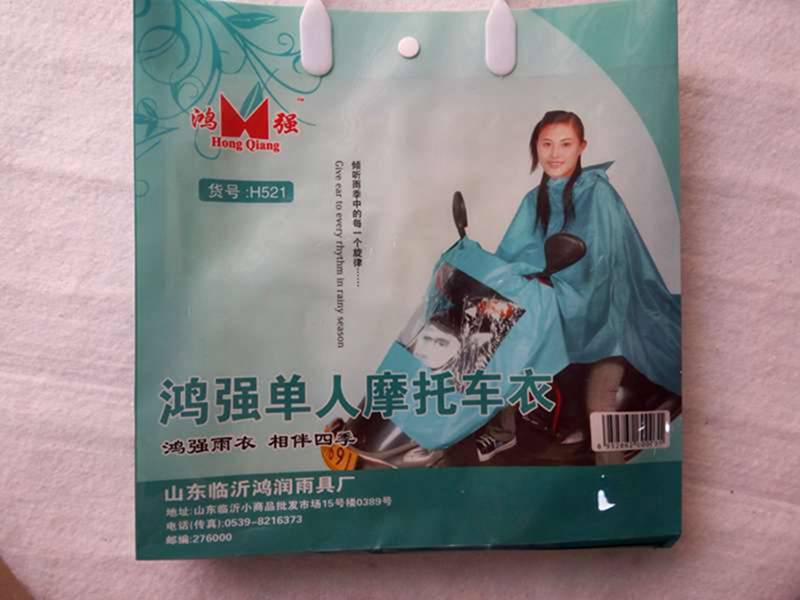 鸿 强
™
Hong Qiang
货号:H521
倾听雨季中的每一个旋律……
Give ear to every rhythm in rainy season
鸿强单人摩托车衣
鸿强雨衣 相伴四季
山东临沂鸿润雨具厂
地址:山东临沂小商品批发市场15号楼0389号
电话(传真):0539-8216373
邮编:276000